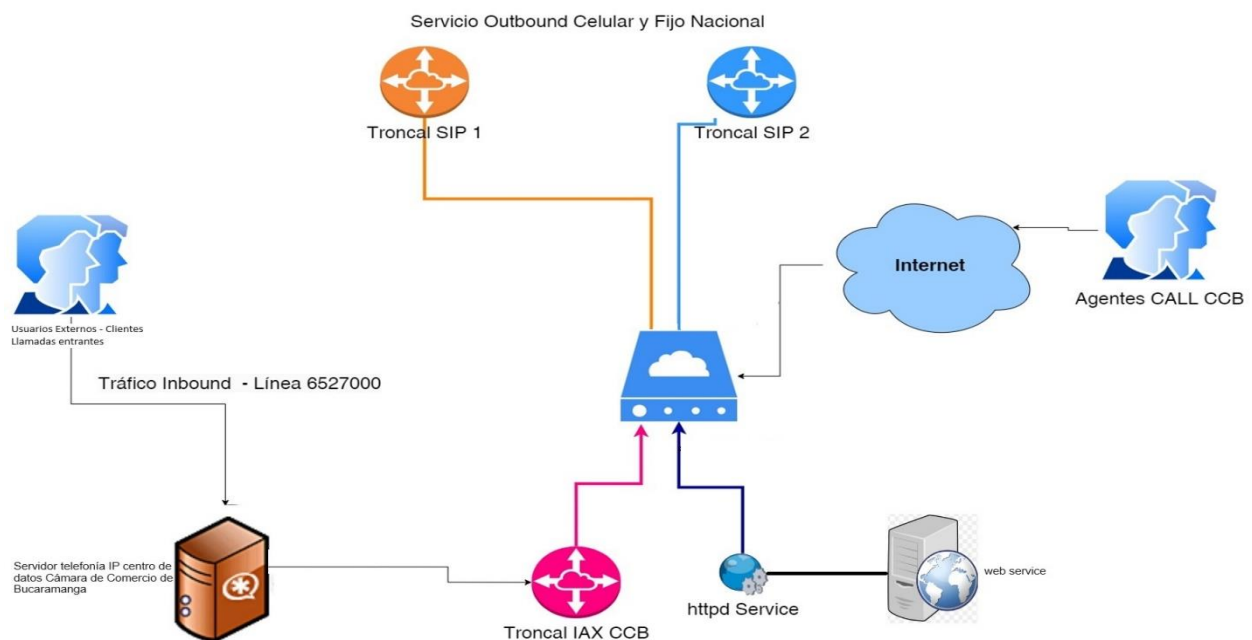 Servicio Outbound Celular y Fijo Nacional
Troncal SIP 1
Troncal SIP 2
Internet
Agentes CALL CCB
Usuarios Externos - Clientes
Llamadas entrantes
Tráfico Inbound - Línea 6527000
Servidor telefonía IP centro de
datos Cámara de Comercio de
Bucaramanga
Troncal IAX CCB
httpd Service
web service